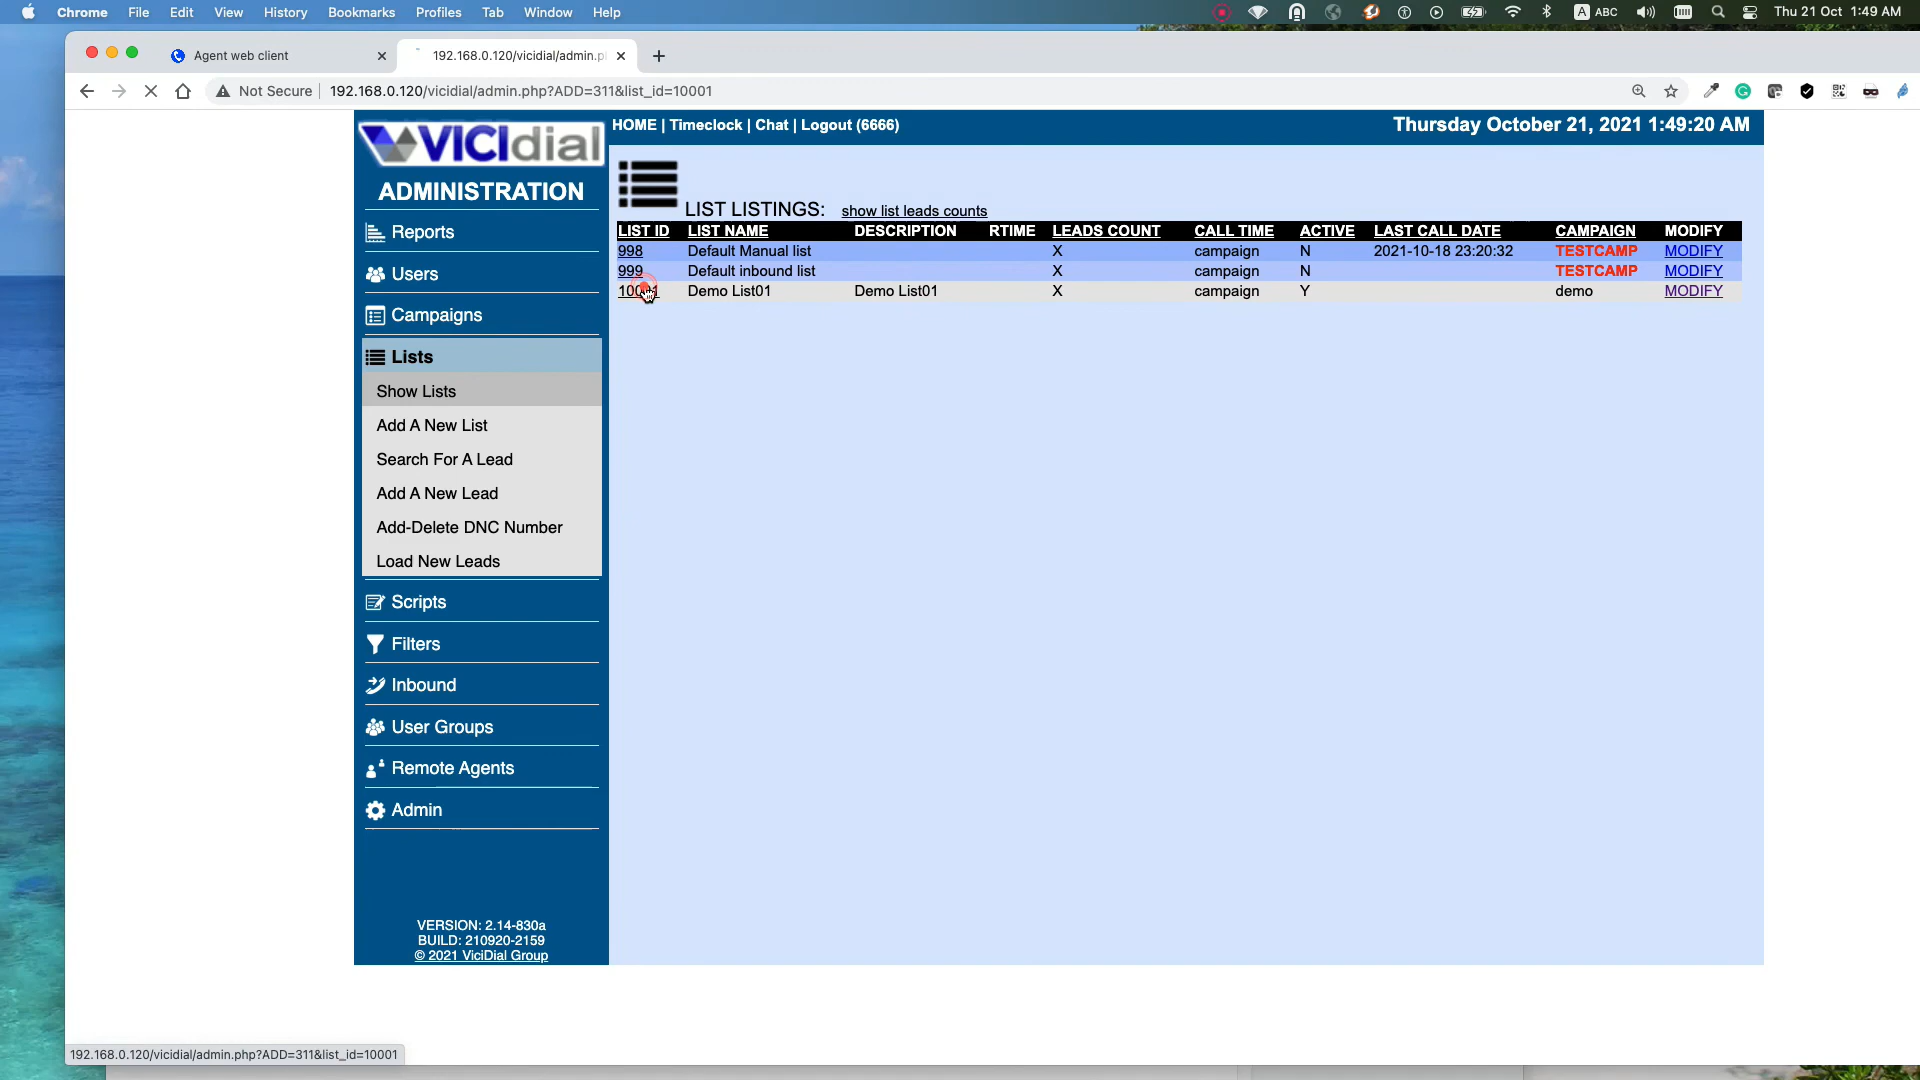 Chrome File Edit View History Bookmarks Profiles Tab Window Help A ABC Thu 21 Oct 1:49 AM
Agent web client 192.168.0.120/vicidial/admin.p
Not Secure 192.168.0.120/vicidial/admin.php?ADD=311&list_id=10001
VICIdial HOME | Timeclock | Chat | Logout (6666) Thursday October 21, 2021 1:49:20 AM
ADMINISTRATION
Reports
Users
Campaigns
Lists
Show Lists
Add A New List
Search For A Lead
Add A New Lead
Add-Delete DNC Number
Load New Leads
Scripts
Filters
Inbound
User Groups
Remote Agents
Admin
VERSION: 2.14-830a
BUILD: 210920-2159
© 2021 ViciDial Group
LIST LISTINGS: show list leads counts
LIST ID LIST NAME DESCRIPTION RTIME LEADS COUNT CALL TIME ACTIVE LAST CALL DATE CAMPAIGN MODIFY
998 Default Manual list X campaign N 2021-10-18 23:20:32 TESTCAMP MODIFY
999 Default inbound list X campaign N TESTCAMP MODIFY
10001 Demo List01 Demo List01 X campaign Y demo MODIFY
192.168.0.120/vicidial/admin.php?ADD=311&list_id=10001